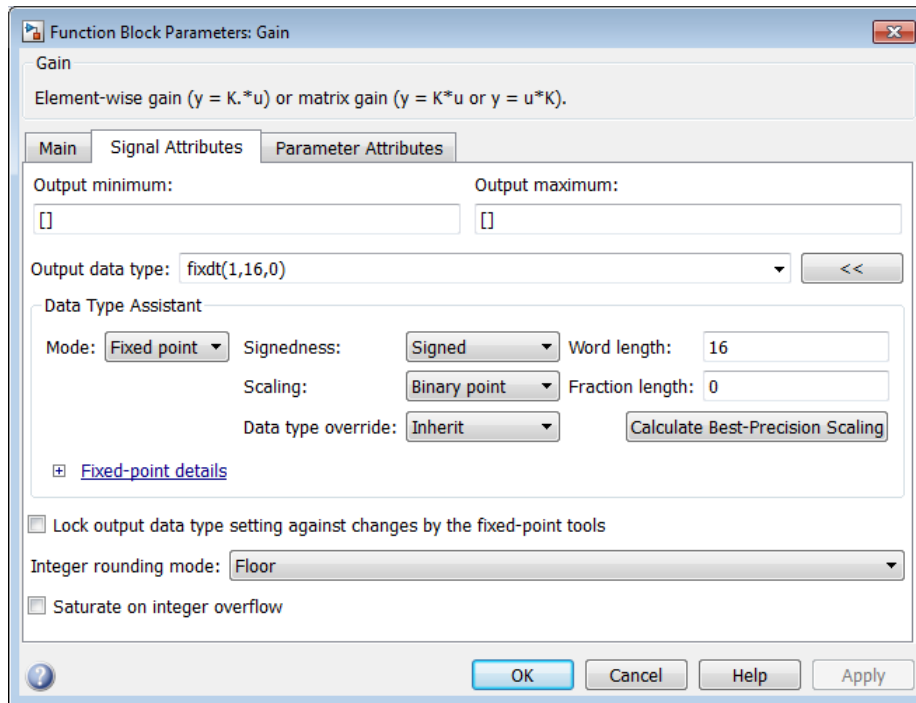 Function Block Parameters: Gain
Gain
Element-wise gain (y = K.*u) or matrix gain (y = K*u or y = u*K).
Main Signal Attributes Parameter Attributes
Output minimum: Output maximum:
[] []
Output data type: fixdt(1,16,0) <<
Data Type Assistant
Mode: Fixed point Signedness: Signed Word length: 16
Scaling: Binary point Fraction length: 0
Data type override: Inherit Calculate Best-Precision Scaling
Fixed-point details
Lock output data type setting against changes by the fixed-point tools
Integer rounding mode: Floor
Saturate on integer overflow
? OK Cancel Help Apply